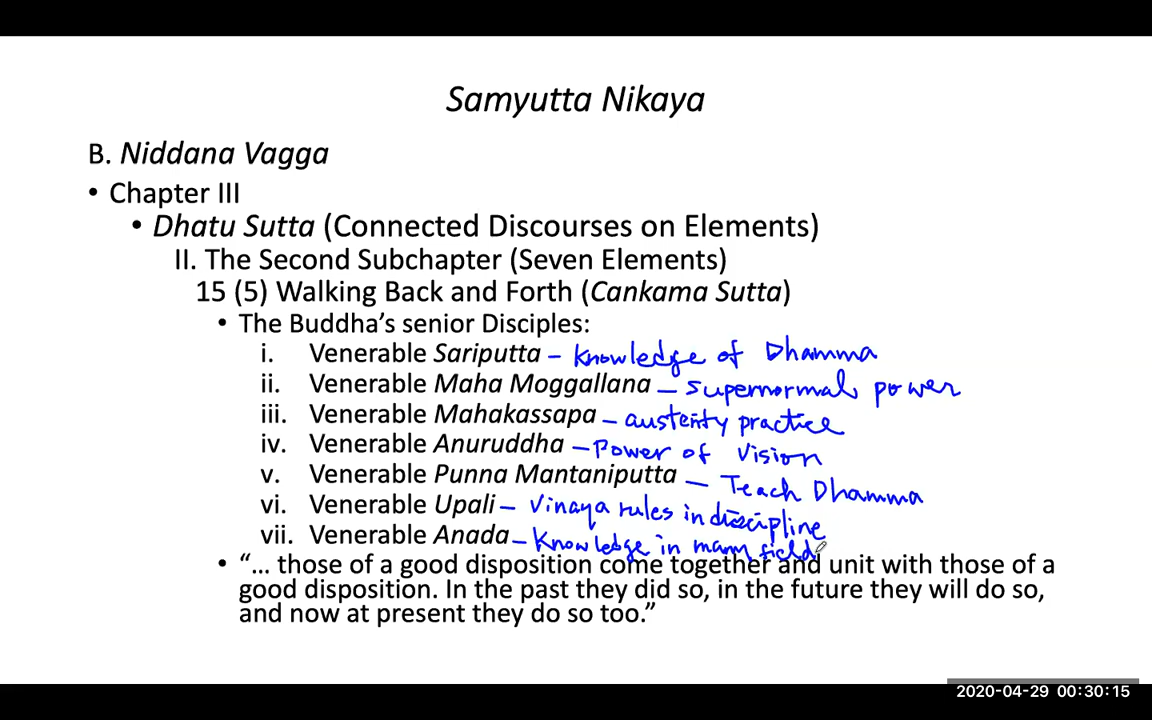 Samyutta Nikaya
B. Niddana Vagga
• Chapter III
• Dhatu Sutta (Connected Discourses on Elements)
II. The Second Subchapter (Seven Elements)
15 (5) Walking Back and Forth (Cankama Sutta)
• The Buddha’s senior Disciples:
i. Venerable Sariputta – Knowledge of Dhamma
ii. Venerable Maha Moggallana – supernormal power
iii. Venerable Mahakassapa – austerity practice
iv. Venerable Anuruddha – Power of Vision
v. Venerable Punna Mantaniputta – Teach Dhamma
vi. Venerable Upali – Vinaya rules in discipline
vii. Venerable Anada – Knowledge in many field
• “… those of a good disposition come together and unit with those of a
good disposition. In the past they did so, in the future they will do so,
and now at present they do so too.”
2020-04-29 00:30:15